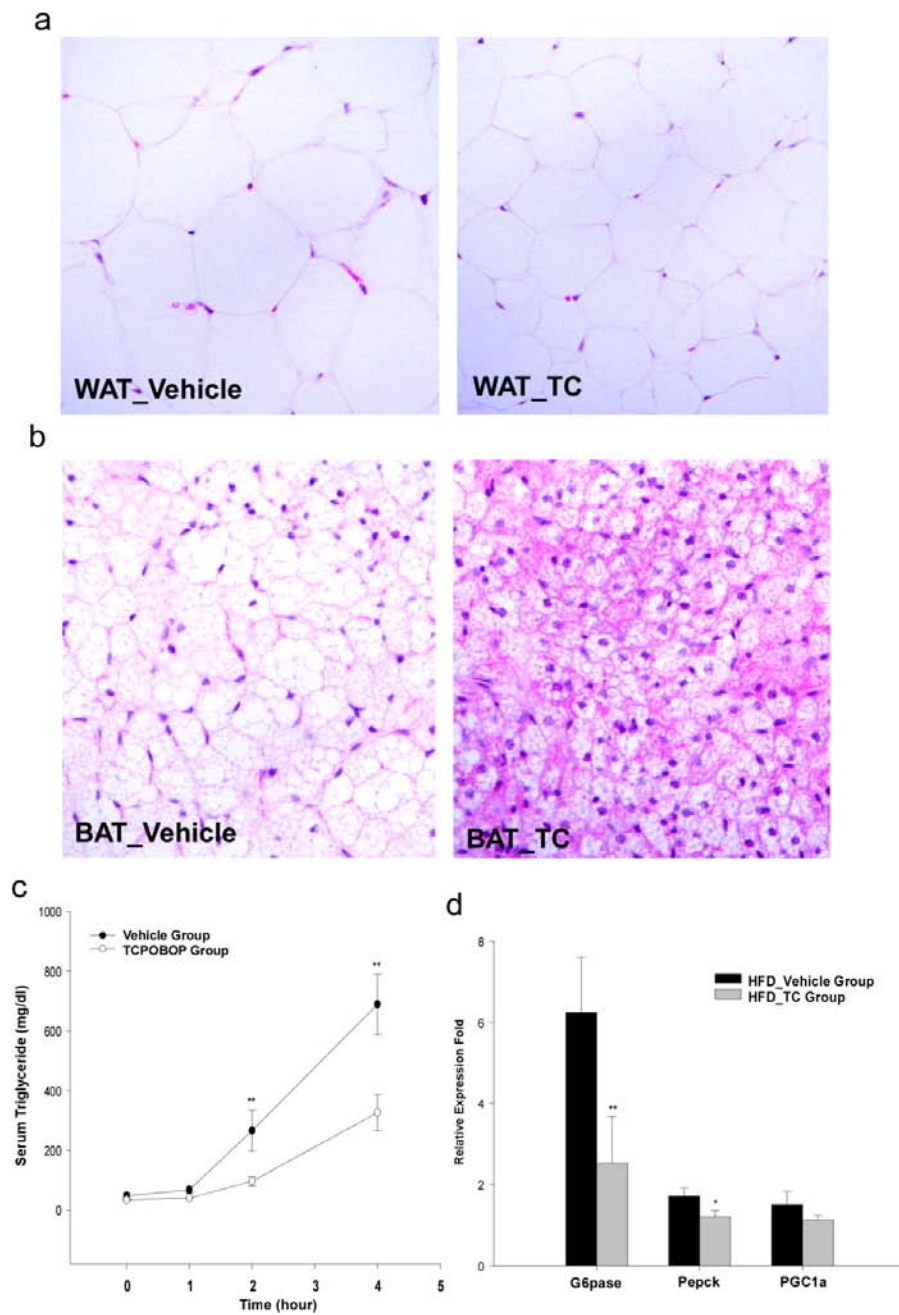 a
WAT_Vehicle
WAT_TC
b
BAT_Vehicle
BAT_TC
c
1000
800
600
400
200
0
Serum Triglyceride (mg/dl)
Vehicle Group
TCPOBOP Group
**
**
0 1 2 3 4 5
Time (hour)
d
8
6
4
2
0
Relative Expression Fold
HFD_Vehicle Group
HFD_TC Group
**
*
G6pase Pepck PGC1a